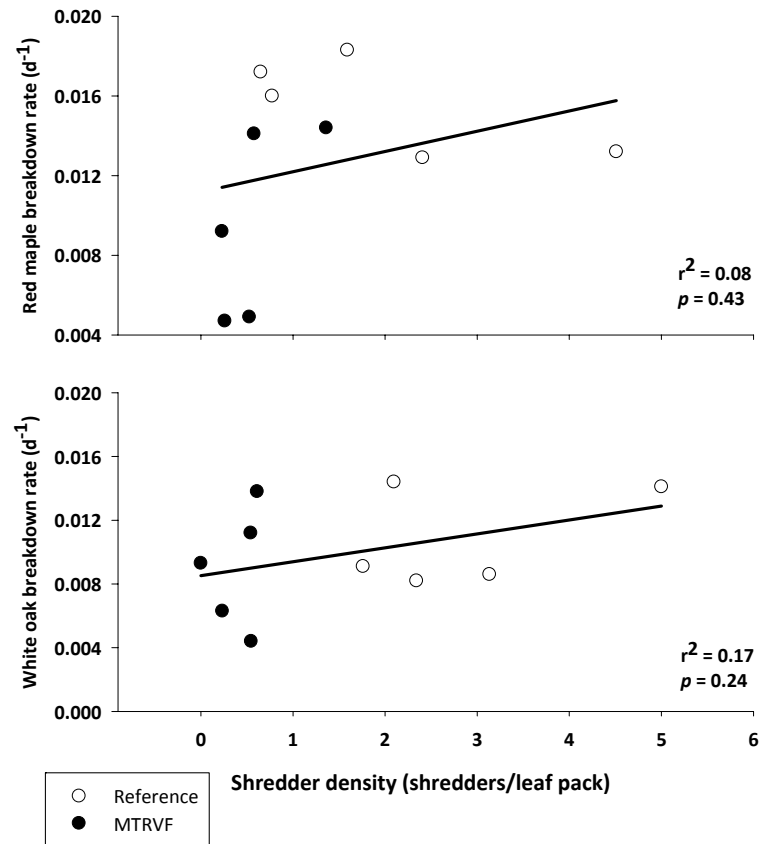 0.020
0.016
0.012
0.008
0.004
Red maple breakdown rate (d⁻¹)
r² = 0.08
p = 0.43
0.020
0.016
0.012
0.008
0.004
0.000
White oak breakdown rate (d⁻¹)
r² = 0.17
p = 0.24
0 1 2 3 4 5 6
Shredder density (shredders/leaf pack)
Reference
MTRVF